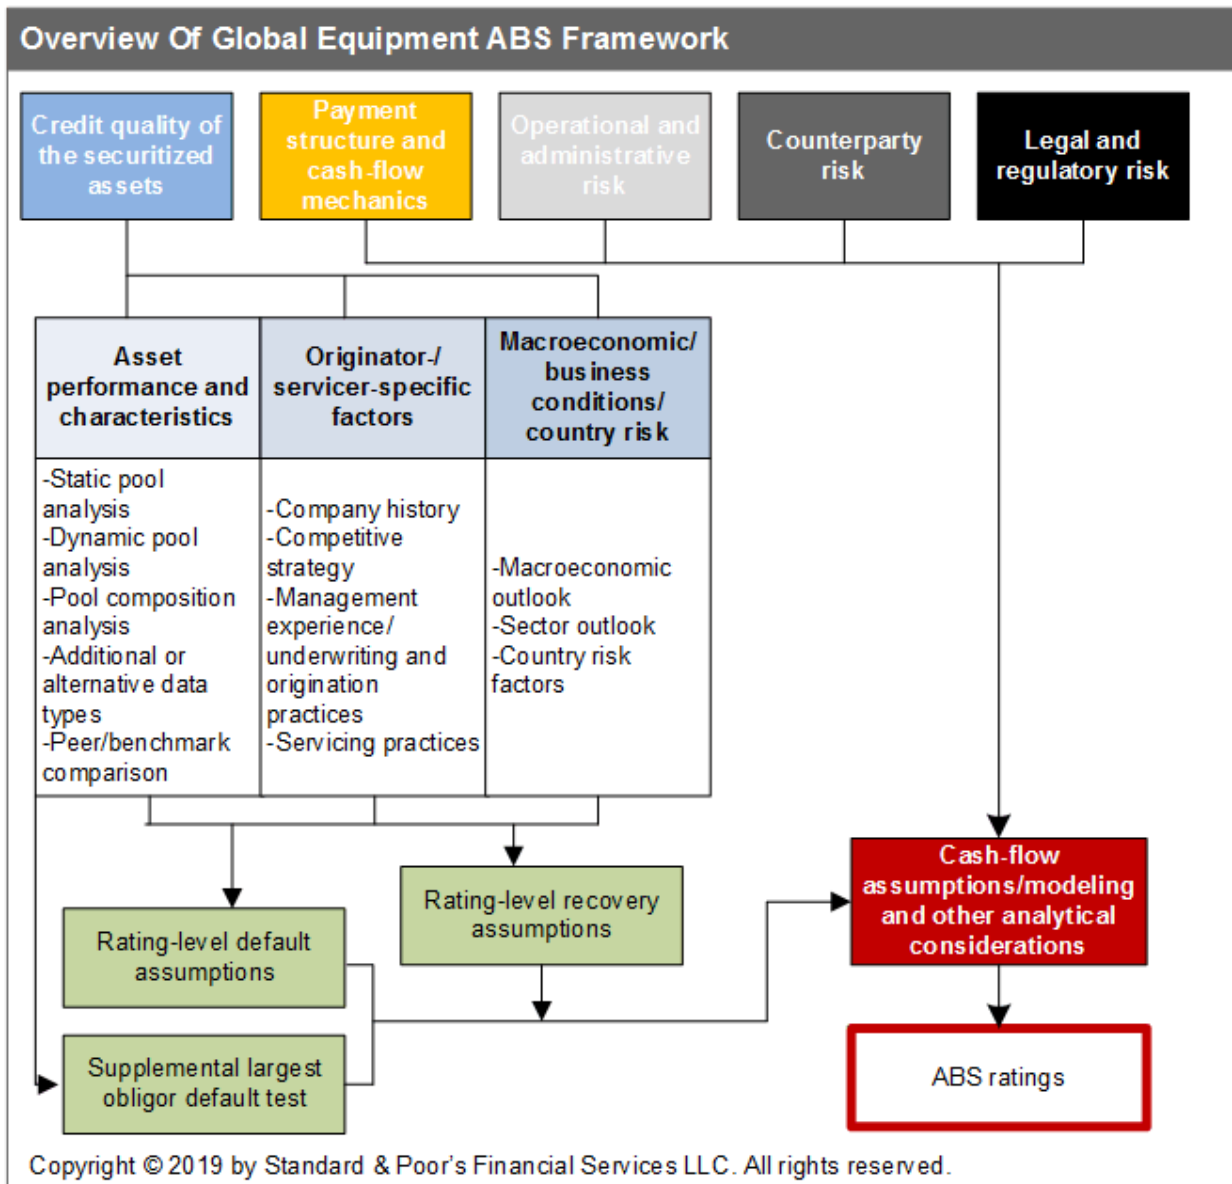 Overview Of Global Equipment ABS Framework
Credit quality of
the securitized
assets
Payment
structure and
cash-flow
mechanics
Operational and
administrative
risk
Counterparty
risk
Legal and
regulatory risk
Asset
performance and
characteristics
Originator-/
servicer-specific
factors
Macroeconomic/
business
conditions/
country risk
-Static pool
analysis
-Dynamic pool
analysis
-Pool composition
analysis
-Additional or
alternative data
types
-Peer/benchmark
comparison
-Company history
-Competitive
strategy
-Management
experience/
underwriting and
origination
practices
-Servicing practices
-Macroeconomic
outlook
-Sector outlook
-Country risk
factors
Rating-level default
assumptions
Rating-level recovery
assumptions
Supplemental largest
obligor default test
Cash-flow
assumptions/modeling
and other analytical
considerations
ABS ratings
Copyright © 2019 by Standard & Poor's Financial Services LLC. All rights reserved.